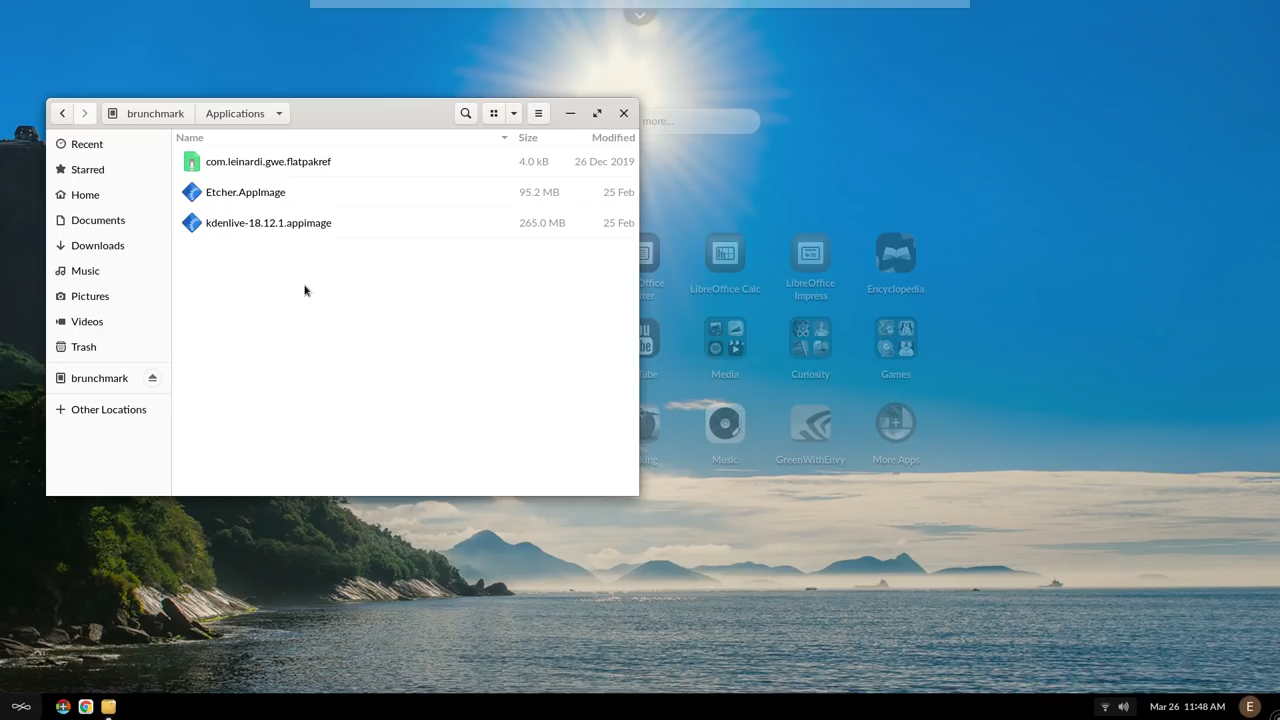 brunchmark Applications
more...
Name Size Modified
Recent
Starred
Home
Documents
Downloads
Music
Pictures
Videos
Trash
brunchmark
Other Locations
com.leinardi.gwe.flatpakref 4.0 kB 26 Dec 2019
Etcher.AppImage 95.2 MB 25 Feb
kdenlive-18.12.1.appimage 265.0 MB 25 Feb
LibreOffice Calc
LibreOffice
Impress
Encyclopedia
Media
Curiosity
Games
Music
GreenWithEnvy
More Apps
Mar 26 11:48 AM
E